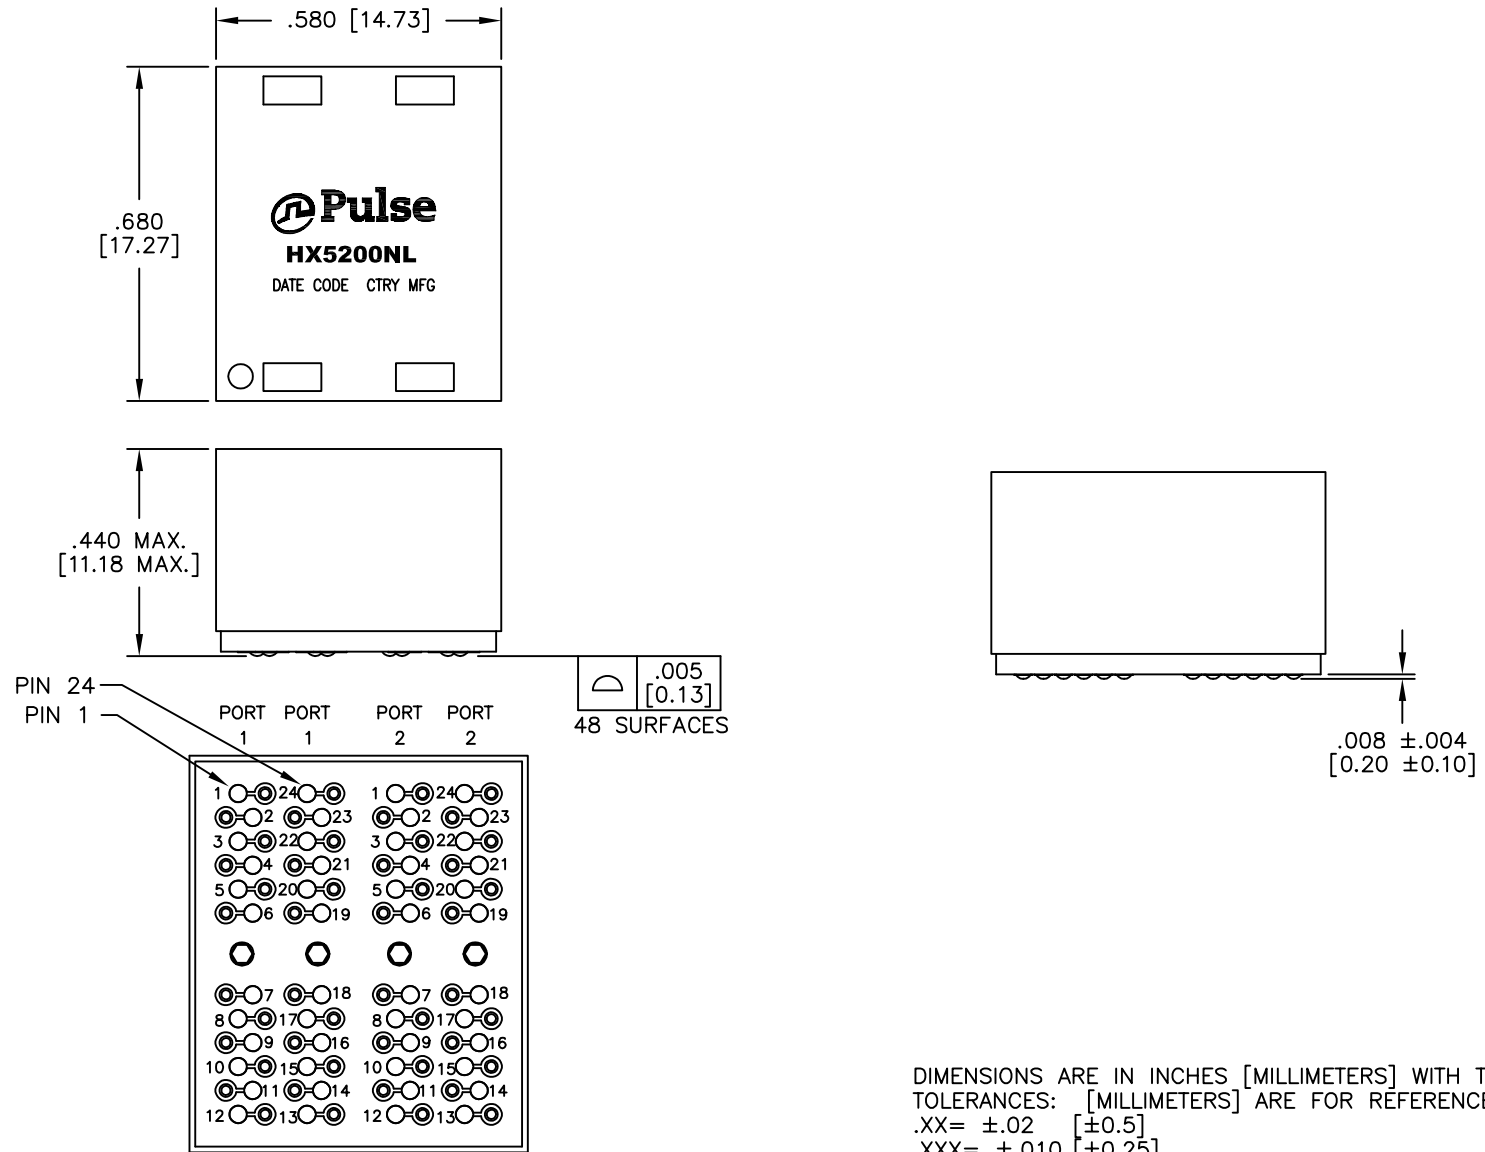 .580 [14.73]
.680
[17.27]
Pulse
HX5200NL
DATE CODE CTRY MFG
.440 MAX.
[11.18 MAX.]
.005
[0.13]
48 SURFACES
.008 ±.004
[0.20 ±0.10]
PIN 24
PIN 1
PORT PORT PORT PORT
1 1 2 2
1 24 1 24
2 23 2 23
3 22 3 22
4 21 4 21
5 20 5 20
6 19 6 19
7 18 7 18
8 17 8 17
9 16 9 16
10 15 10 15
11 14 11 14
12 13 12 13
DIMENSIONS ARE IN INCHES [MILLIMETERS] WITH T
TOLERANCES: [MILLIMETERS] ARE FOR REFERENCE
.XX= ±.02 [±0.5]
.XXX= ±.010 [±0.25]